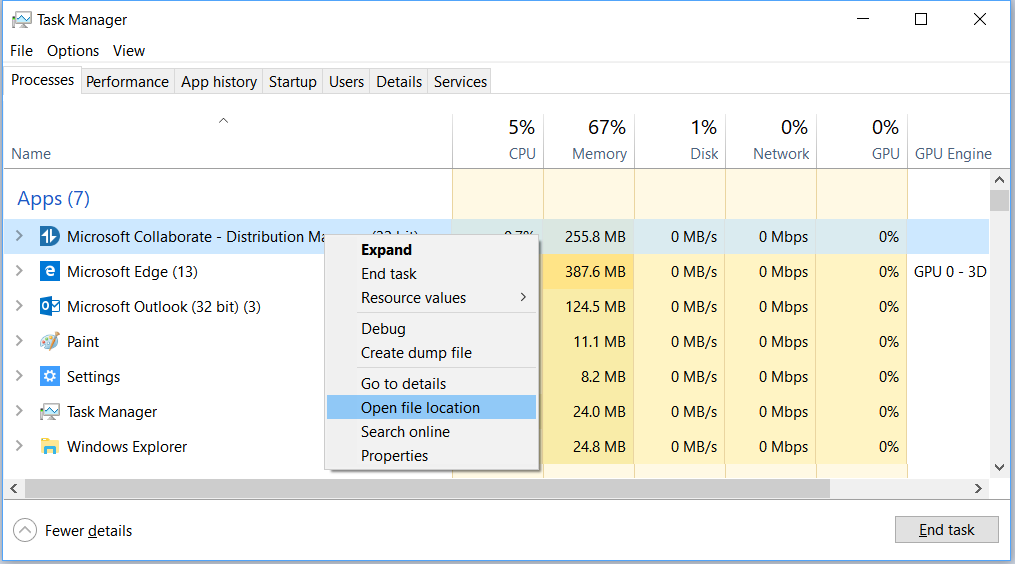 Task Manager
File Options View
Processes Performance App history Startup Users Details Services
5% 67% 1% 0% 0%
Name CPU Memory Disk Network GPU GPU Engine
Apps (7)
Microsoft Collaborate - Distribution 255.8 MB 0 MB/s 0 Mbps 0%
Expand
Microsoft Edge (13) End task 387.6 MB 0 MB/s 0 Mbps 0% GPU 0 - 3D
Resource values
Microsoft Outlook (32 bit) (3) 124.5 MB 0 MB/s 0 Mbps 0%
Debug
Paint 11.1 MB 0 MB/s 0 Mbps 0%
Create dump file
Settings Go to details 8.2 MB 0 MB/s 0 Mbps 0%
Task Manager Open file location 24.0 MB 0 MB/s 0 Mbps 0%
Search online
Windows Explorer 24.8 MB 0 MB/s 0 Mbps 0%
Properties
Fewer details End task